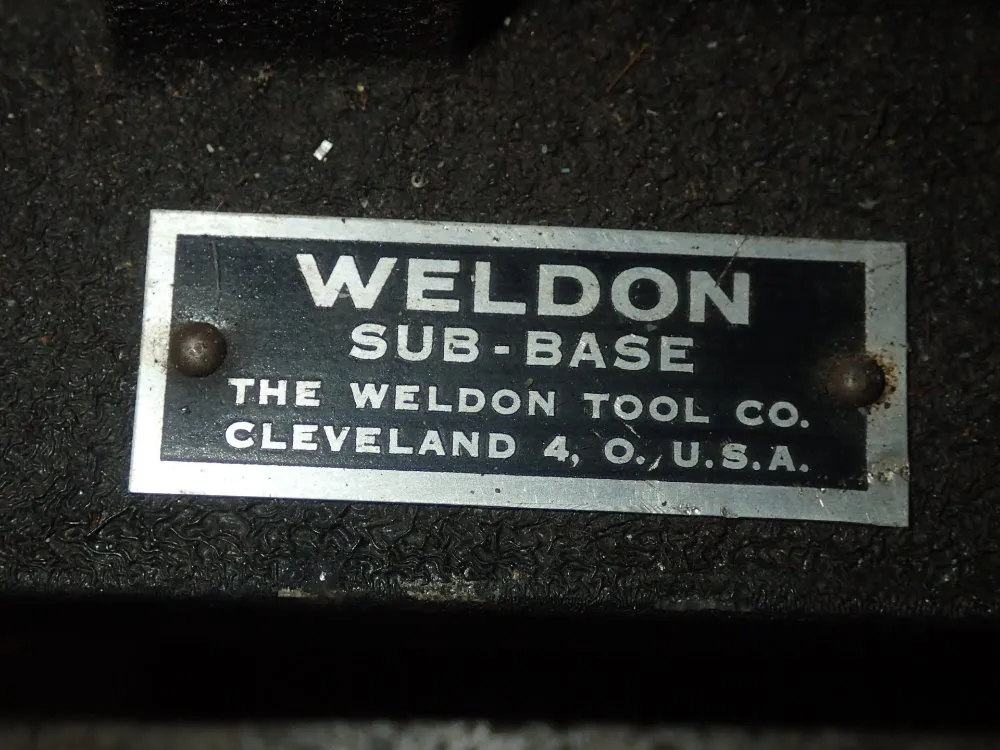 WELDON
SUB-BASE
THE WELDON TOOL CO.
CLEVELAND 4, O., U.S.A.